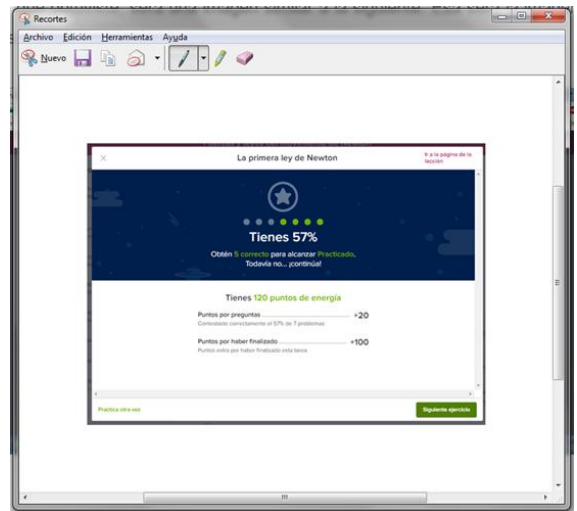 Recortes
Archivo Edición Herramientas Ayuda
Nuevo
La primera ley de Newton
Ir a la página de la
lección
Tienes 57%
Obtén 5 correcto para alcanzar Practicado.
Todavía no... ¡continúa!
Tienes 120 puntos de energía
Puntos por preguntas +20
Contestado correctamente el 57% de 7 problemas
Puntos por haber finalizado +100
Puntos extra por haber finalizado esta tarea
Practica otra vez
Siguiente ejercicio